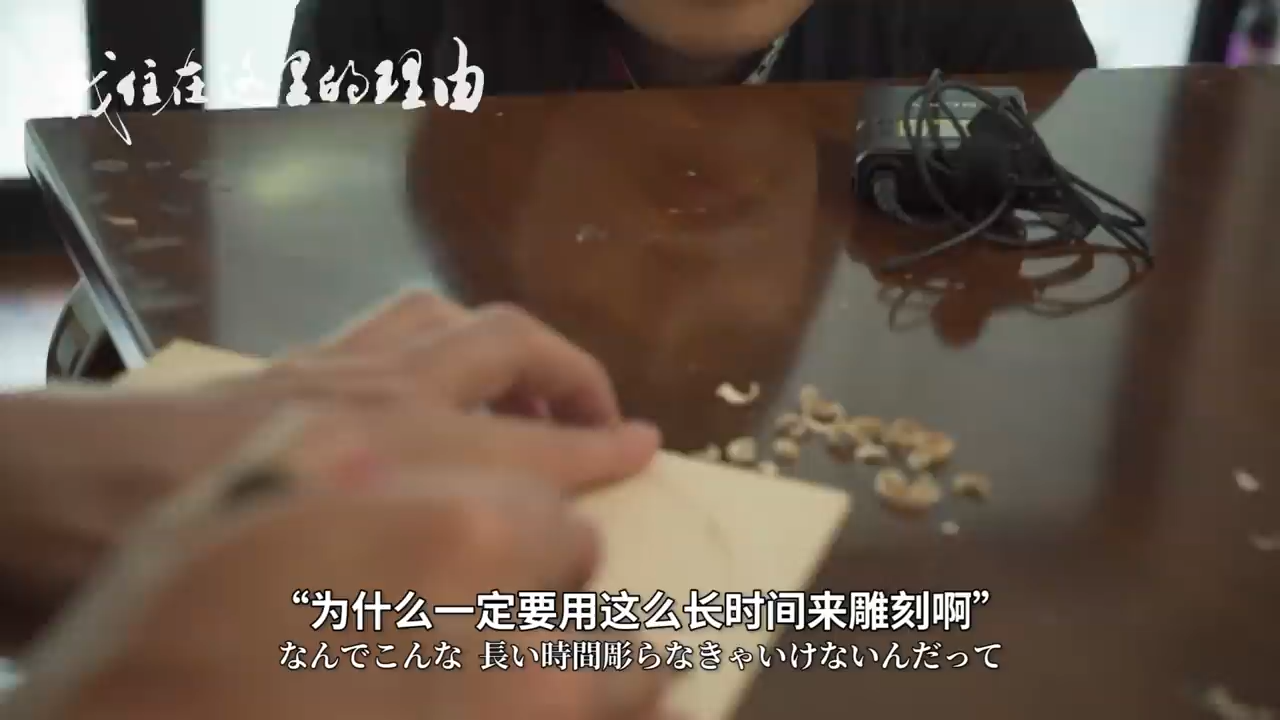 我住在这里的理由
“为什么一定要用这么长时间来雕刻啊”
なんでこんな 長い時間彫らなきゃいけないんだって